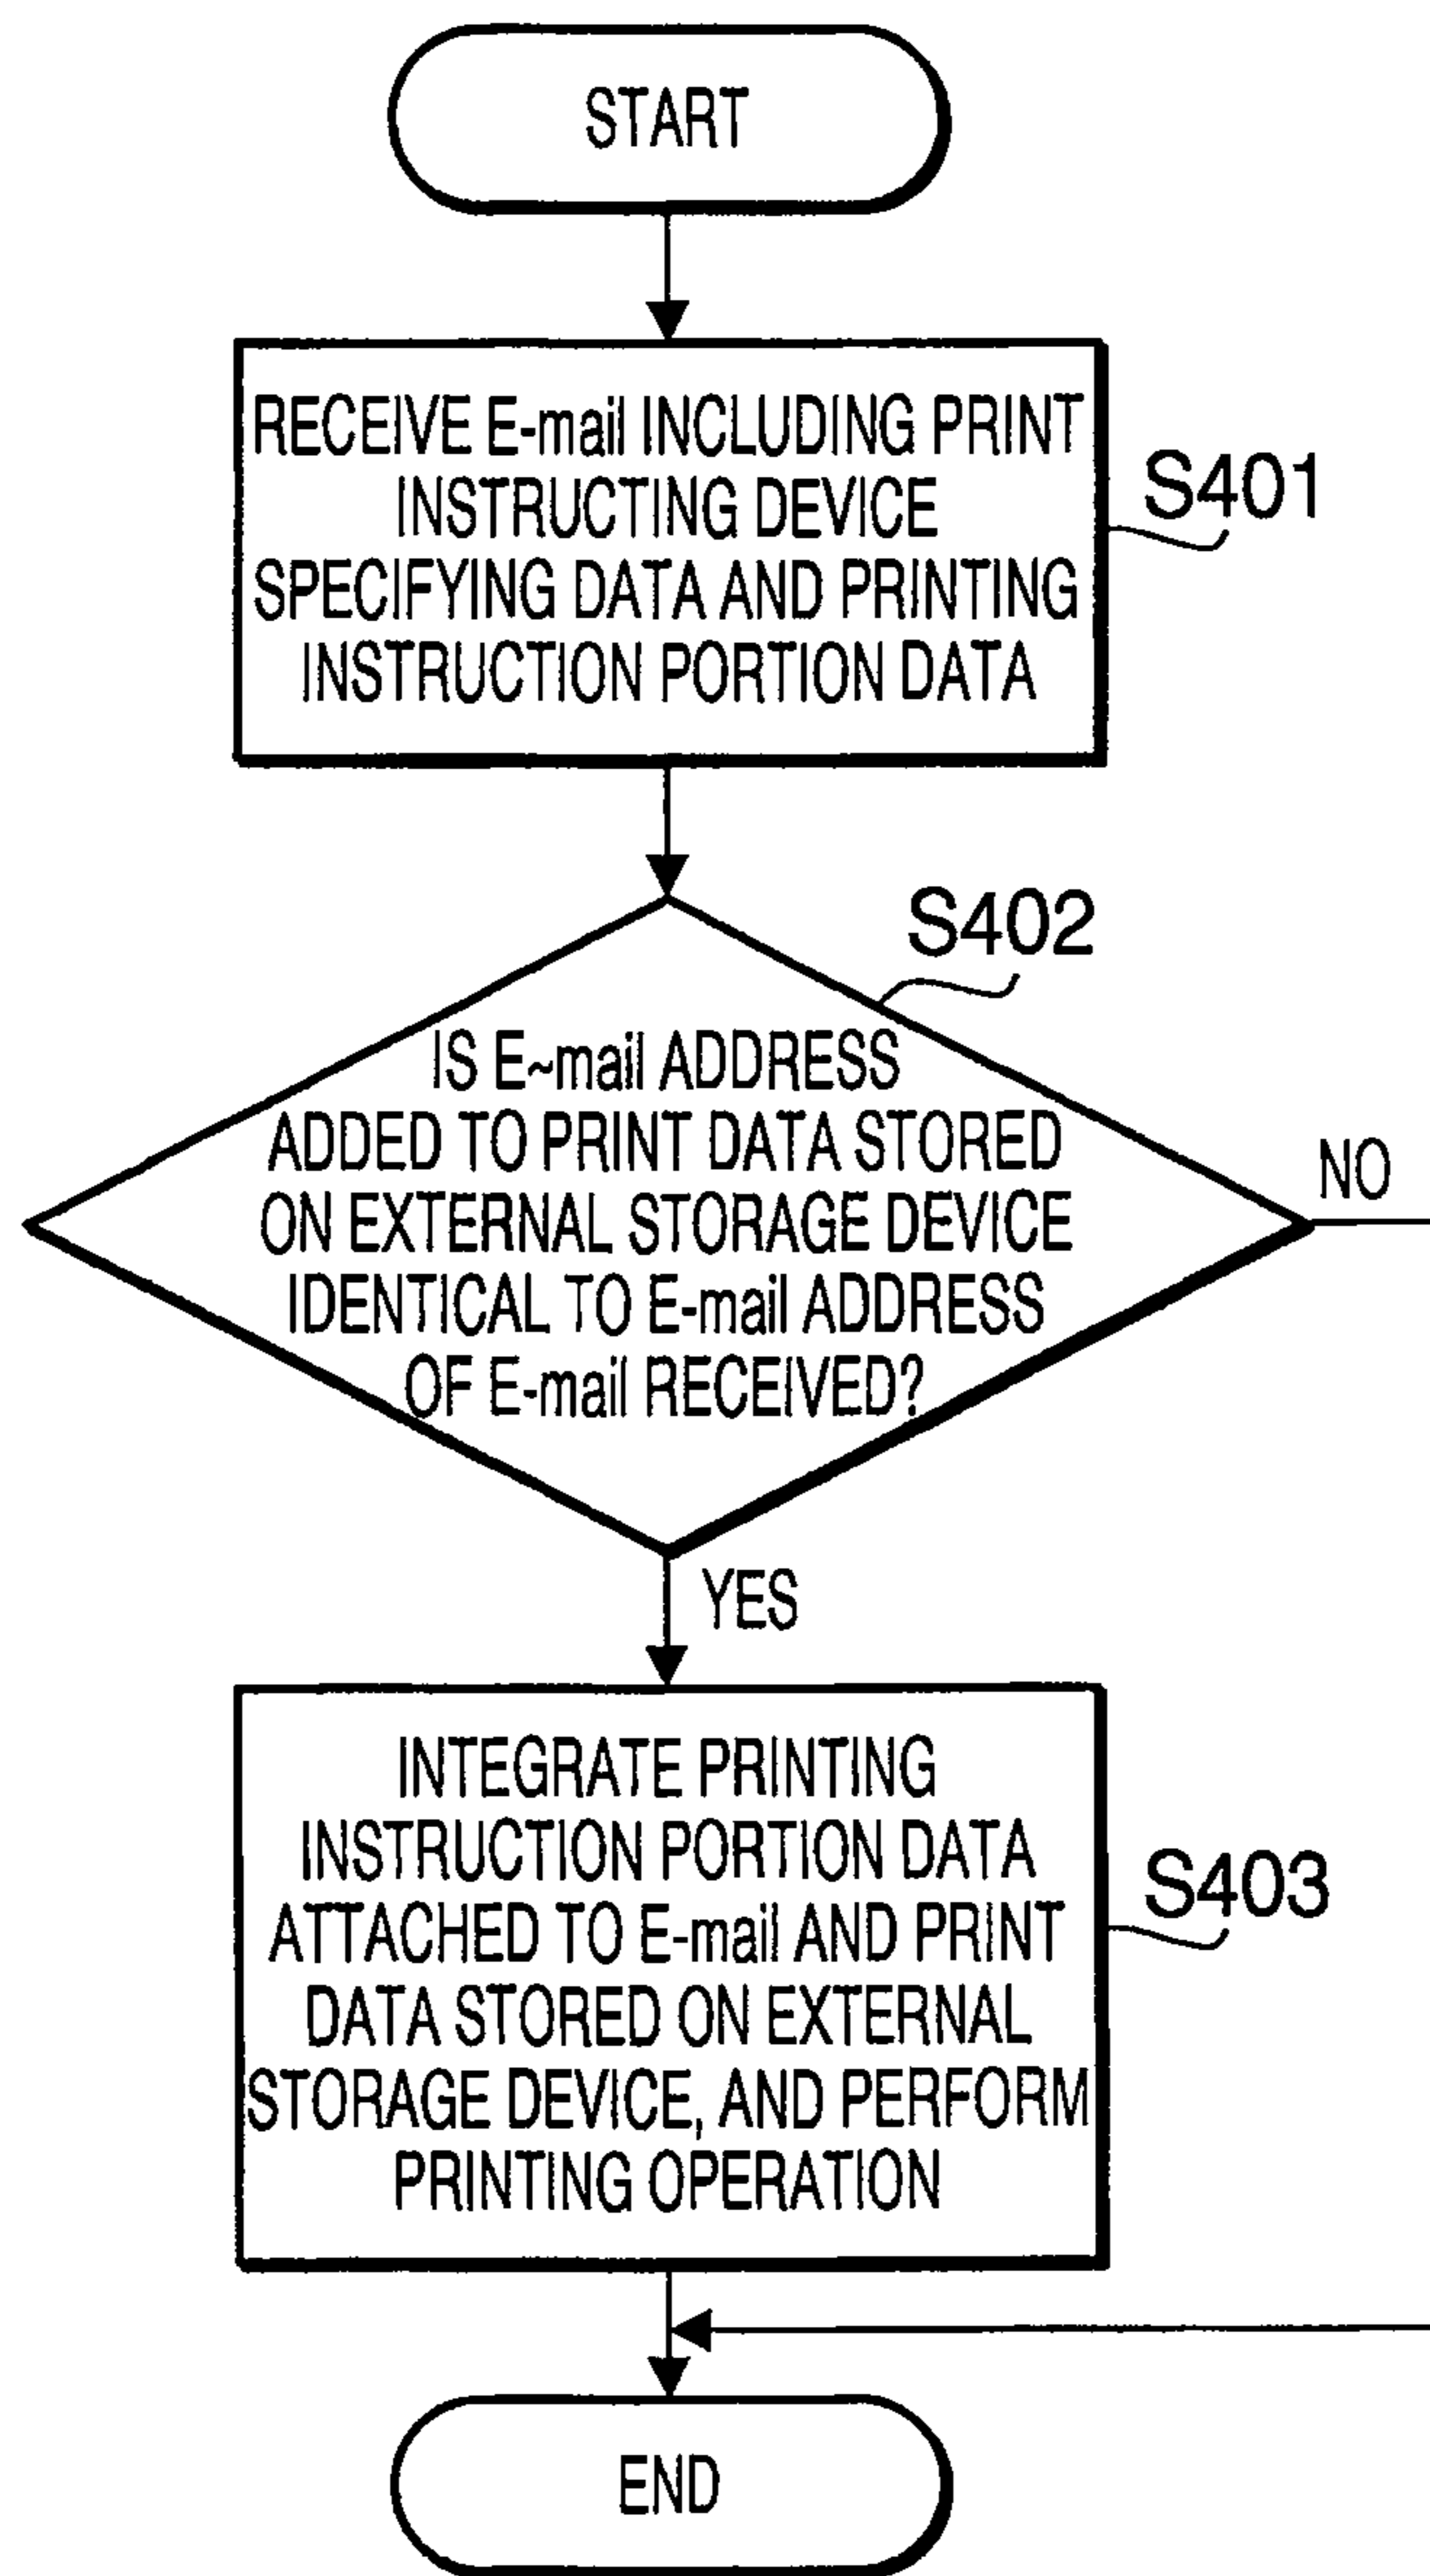 START
RECEIVE E-mail INCLUDING PRINT
INSTRUCTING DEVICE
SPECIFYING DATA AND PRINTING
INSTRUCTION PORTION DATA
S401
S402
IS E~mail ADDRESS
ADDED TO PRINT DATA STORED
ON EXTERNAL STORAGE DEVICE
IDENTICAL TO E-mail ADDRESS
OF E-mail RECEIVED?
NO
YES
INTEGRATE PRINTING
INSTRUCTION PORTION DATA
ATTACHED TO E-mail AND PRINT
DATA STORED ON EXTERNAL
STORAGE DEVICE, AND PERFORM
PRINTING OPERATION
S403
END